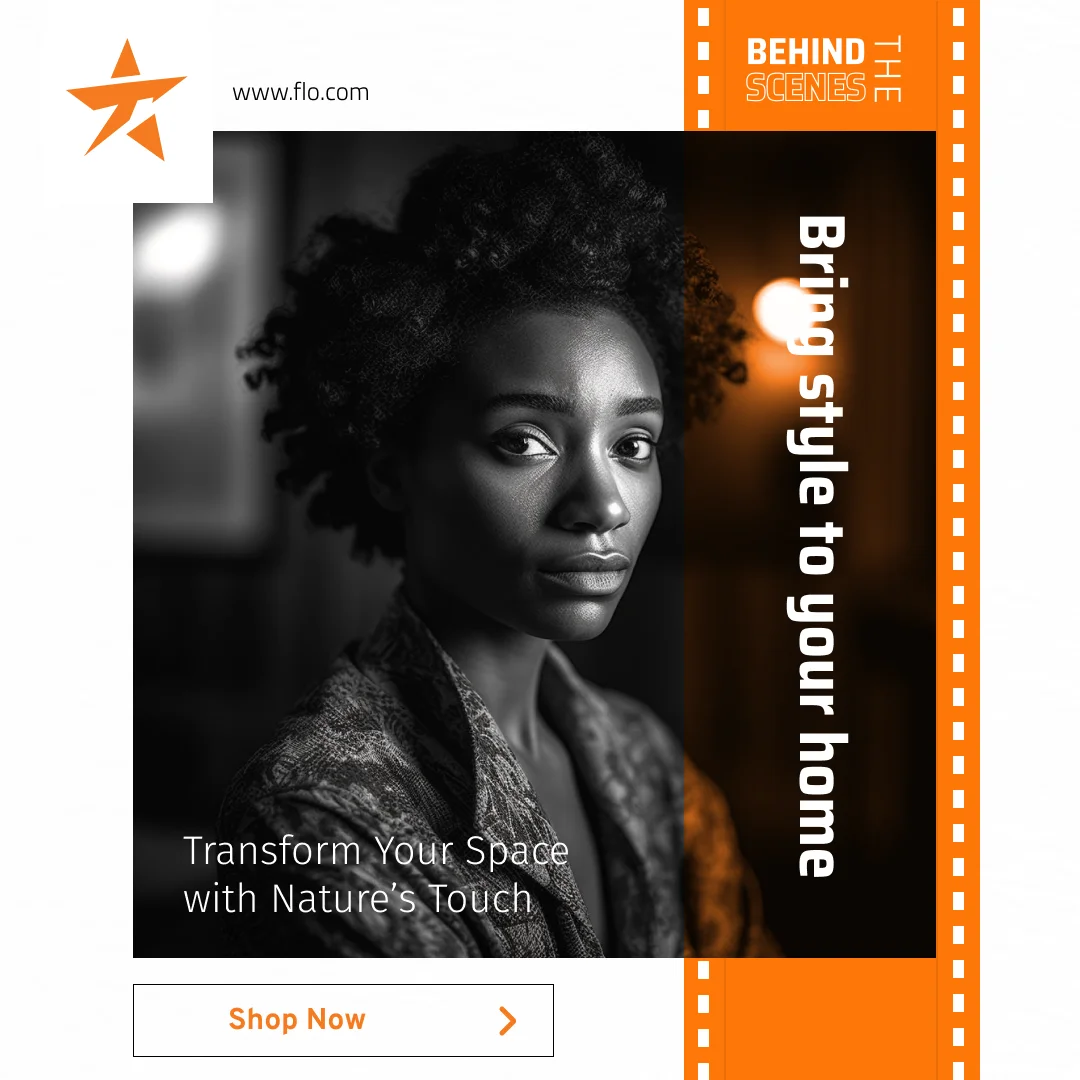 www.flo.com
BEHIND
THE
SCENES
Bring style to your home
Transform Your Space
with Nature’s Touch
Shop Now